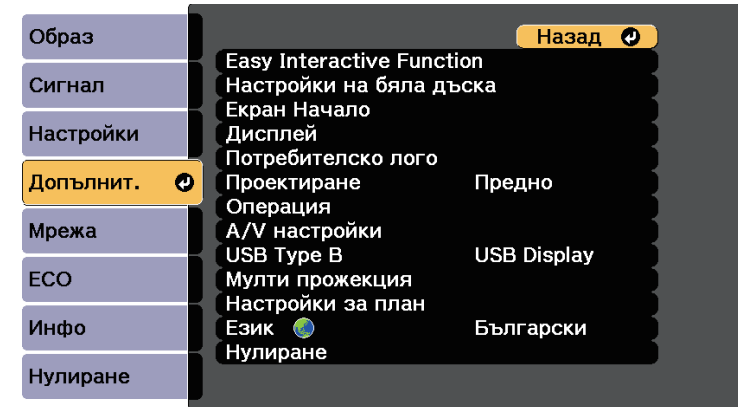 Образ
Сигнал
Настройки
Допълнит.
Мрежа
ECO
Инфо
Нулиране
Назад
Easy Interactive Function
Настройки на бяла дъска
Екран Начало
Дисплей
Потребителско лого
Проектиране Предно
Операция
A/V настройки
USB Type B USB Display
Мулти прожекция
Настройки за план
Език Български
Нулиране